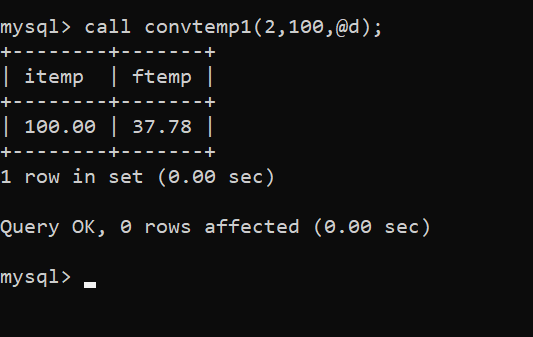 mysql> call convtemp1(2,100,@d);
+--------+-------+
| itemp  | ftemp |
+--------+-------+
| 100.00 | 37.78 |
+--------+-------+
1 row in set (0.00 sec)

Query OK, 0 rows affected (0.00 sec)

mysql>